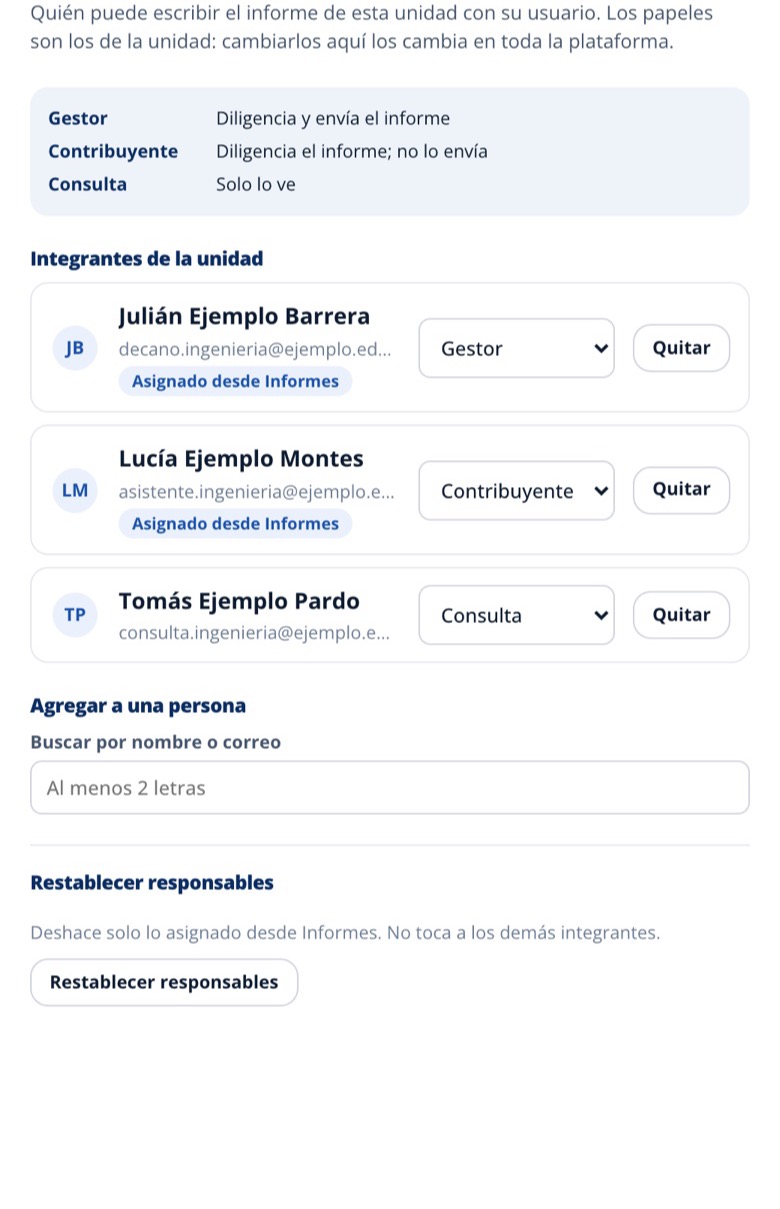 Quién puede escribir el informe de esta unidad con su usuario. Los papeles
son los de la unidad: cambiarlos aquí los cambia en toda la plataforma.
Gestor Diligencia y envía el informe
Contribuyente Diligencia el informe; no lo envía
Consulta Solo lo ve
Integrantes de la unidad
JB
Julián Ejemplo Barrera
decano.ingenieria@ejemplo.ed...
Asignado desde Informes
Gestor
Quitar
LM
Lucía Ejemplo Montes
asistente.ingenieria@ejemplo.e...
Asignado desde Informes
Contribuyente
Quitar
TP
Tomás Ejemplo Pardo
consulta.ingenieria@ejemplo.e...
Consulta
Quitar
Agregar a una persona
Buscar por nombre o correo
Al menos 2 letras
Restablecer responsables
Deshace solo lo asignado desde Informes. No toca a los demás integrantes.
Restablecer responsables